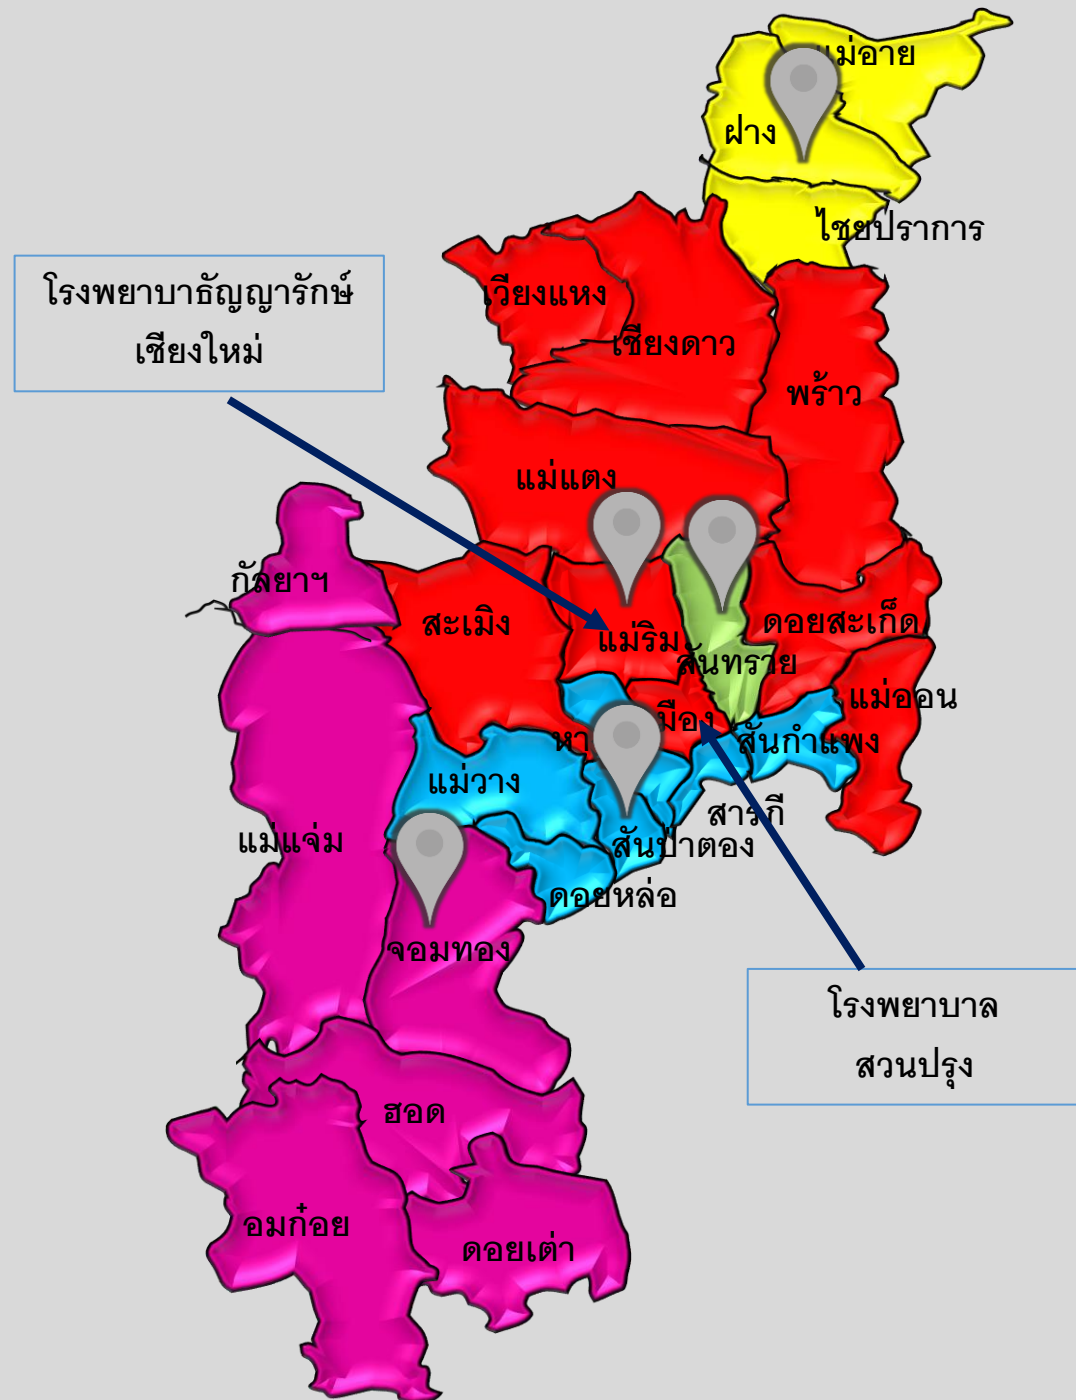 แม่อาย
ฝาง
ไชยปราการ
โรงพยาบาธัญญารักษ์
เชียงใหม่
เวียงแหง
เชียงดาว
พร้าว
แม่แตง
กัลยาฯ
สะเมิง
แม่ริม
ดอยสะเก็ด
สันทราย
แม่ออน
มือง
หา
สันกำแพง
แม่วาง
สารภี
แม่แจ่ม
สันป่าตอง
ดอยหล่อ
จอมทอง
โรงพยาบาล
สวนปรุง
ฮอด
อมก๋อย
ดอยเต่า